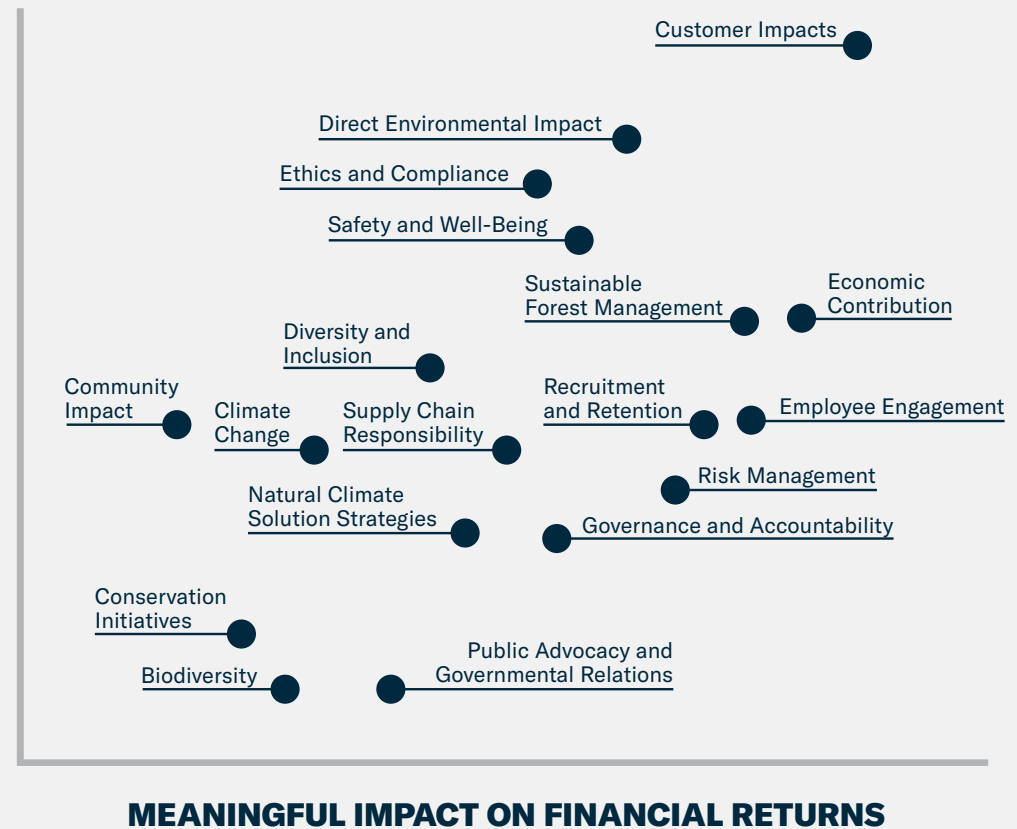 Customer Impacts
Direct Environmental Impact
Ethics and Compliance
Safety and Well-Being
Sustainable
Forest Management
Economic
Contribution
Diversity and
Inclusion
Community
Impact
Climate
Change
Supply Chain
Responsibility
Recruitment
and Retention
Employee Engagement
Risk Management
Natural Climate
Solution Strategies
Governance and Accountability
Conservation
Initiatives
Public Advocacy and
Governmental Relations
Biodiversity
MEANINGFUL IMPACT ON FINANCIAL RETURNS